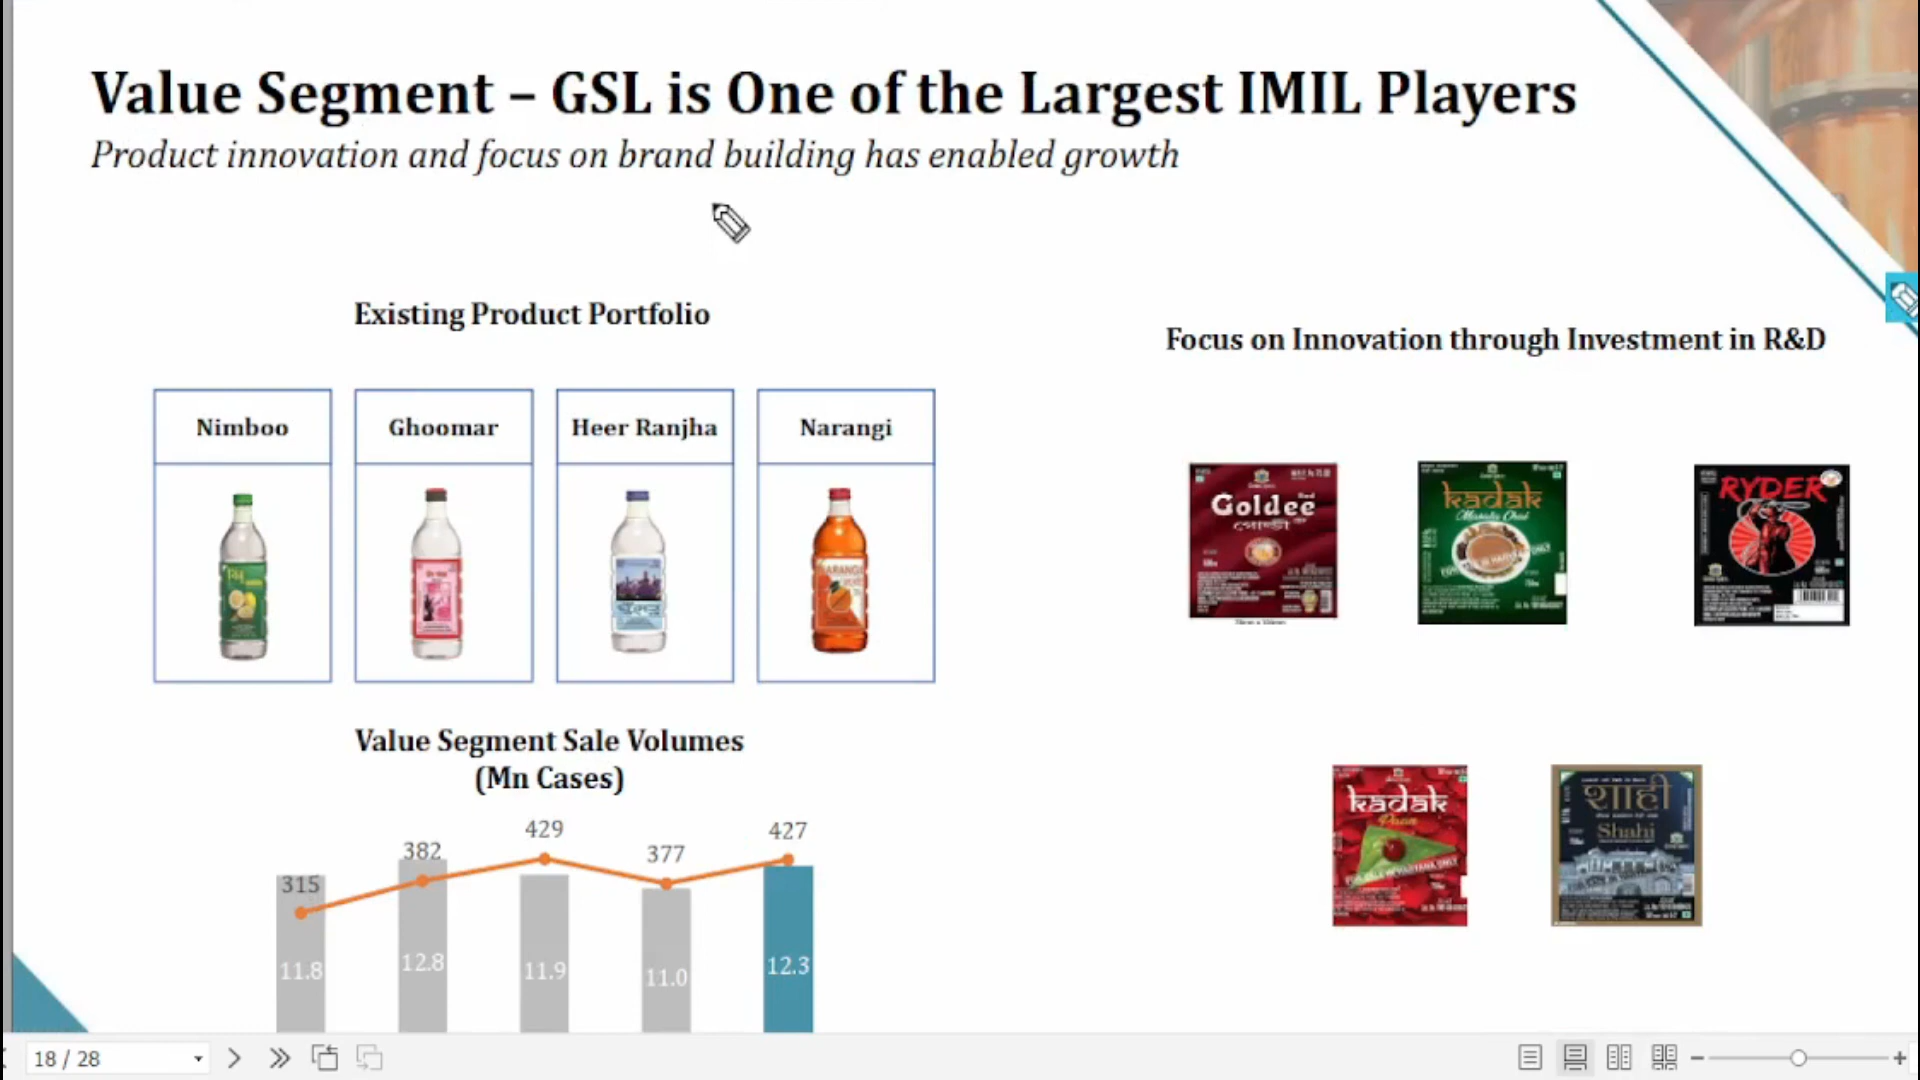 Value Segment – GSL is One of the Largest IMIL Players
Product innovation and focus on brand building has enabled growth
Existing Product Portfolio
Nimboo
Ghoomar
Heer Ranjha
Narangi
Value Segment Sale Volumes
(Mn Cases)
315
382
429
377
427
11.8
12.8
11.9
11.0
12.3
Focus on Innovation through Investment in R&D
Goldee
kadak
Masala Chai
RYDER
kadak
Paan
शाही
Shahi
18 / 28